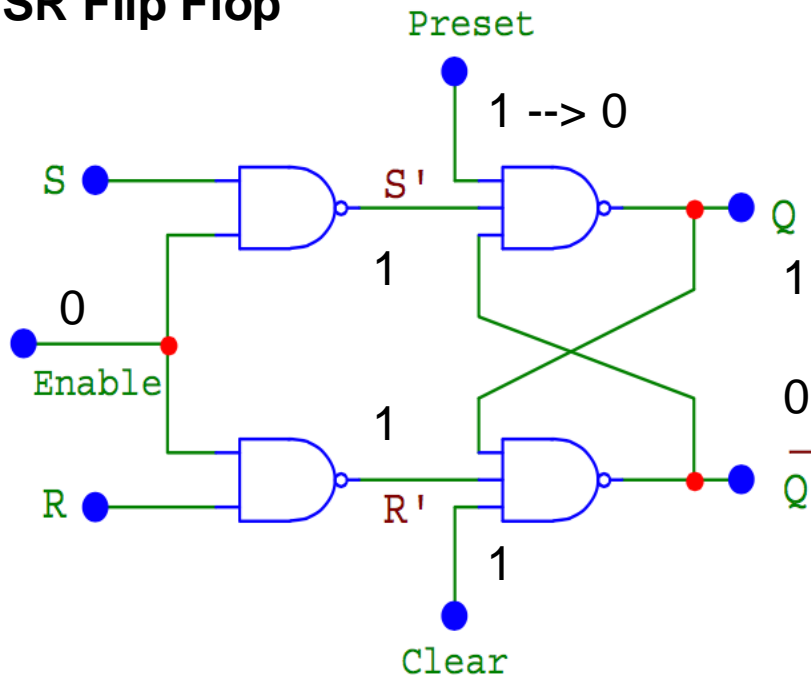 SR Flip Flop
Preset
1 --> 0
S
S'
Q
1
1
0
Enable
0
1
Q
R
R'
1
Clear